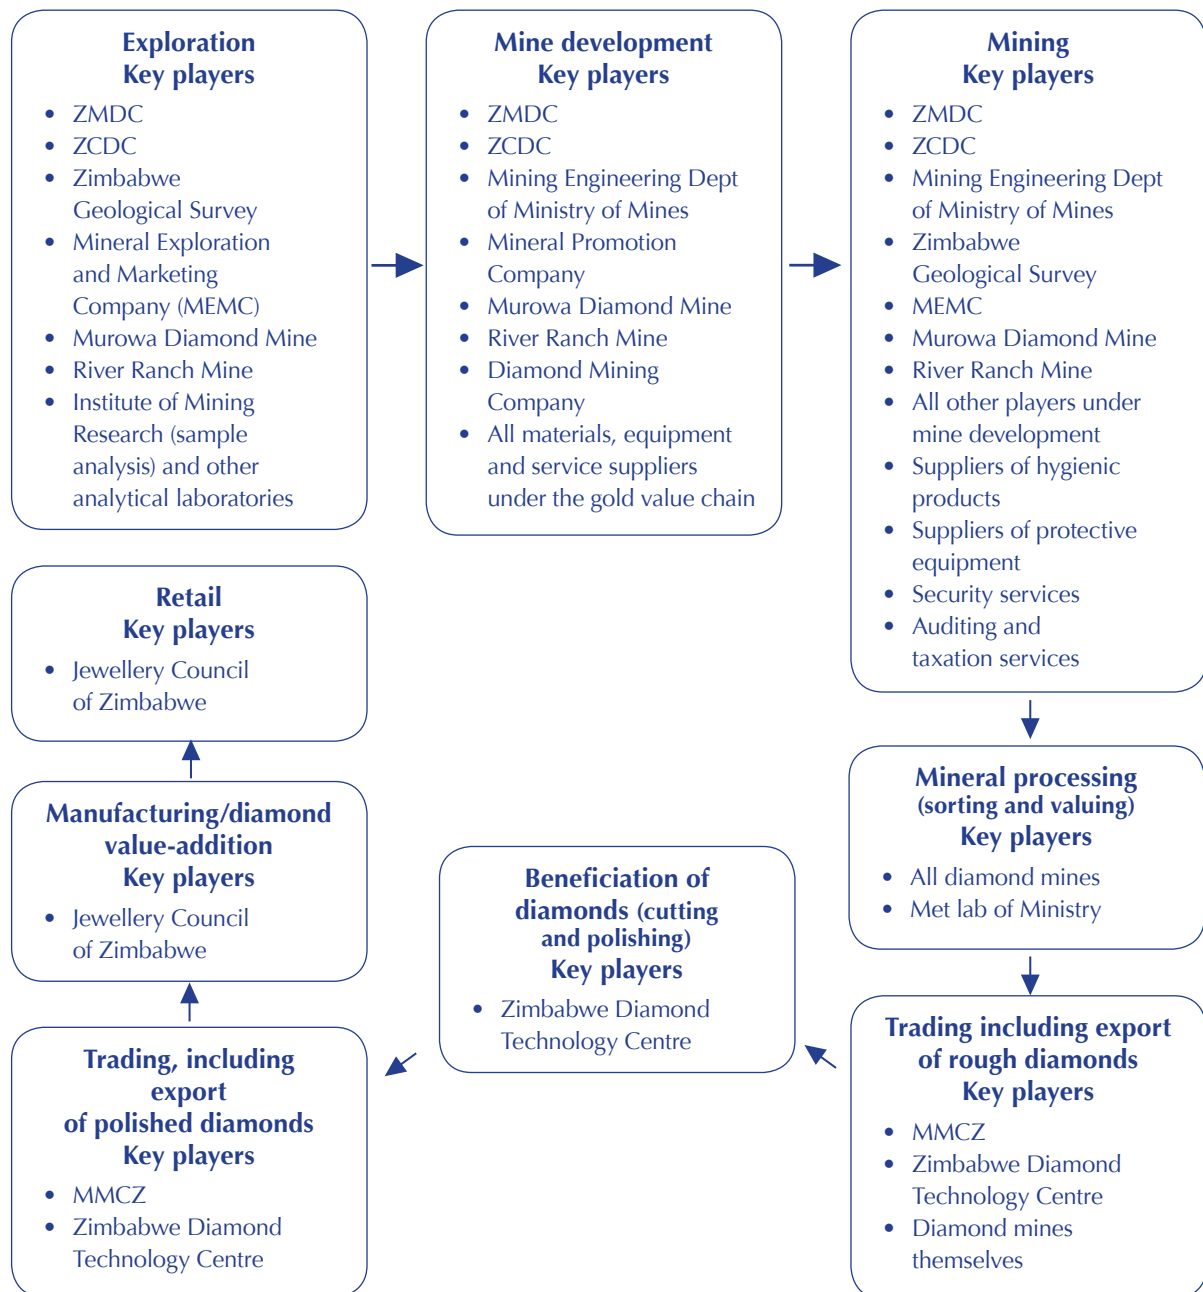 Exploration
Key players
• ZMDC
• ZCDC
• Zimbabwe
Geological Survey
• Mineral Exploration
and Marketing
Company (MEMC)
• Murowa Diamond Mine
• River Ranch Mine
• Institute of Mining
Research (sample
analysis) and other
analytical laboratories
Mine development
Key players
• ZMDC
• ZCDC
• Mining Engineering Dept
of Ministry of Mines
• Mineral Promotion
Company
• Murowa Diamond Mine
• River Ranch Mine
• Diamond Mining
Company
• All materials, equipment
and service suppliers
under the gold value chain
Mining
Key players
• ZMDC
• ZCDC
• Mining Engineering Dept
of Ministry of Mines
• Zimbabwe
Geological Survey
• MEMC
• Murowa Diamond Mine
• River Ranch Mine
• All other players under
mine development
• Suppliers of hygienic
products
• Suppliers of protective
equipment
• Security services
• Auditing and
taxation services
Mineral processing
(sorting and valuing)
Key players
• All diamond mines
• Met lab of Ministry
Trading including export
of rough diamonds
Key players
• MMCZ
• Zimbabwe Diamond
Technology Centre
• Diamond mines
themselves
Beneficiation of
diamonds (cutting
and polishing)
Key players
• Zimbabwe Diamond
Technology Centre
Trading, including
export
of polished diamonds
Key players
• MMCZ
• Zimbabwe Diamond
Technology Centre
Manufacturing/diamond
value-addition
Key players
• Jewellery Council
of Zimbabwe
Retail
Key players
• Jewellery Council
of Zimbabwe